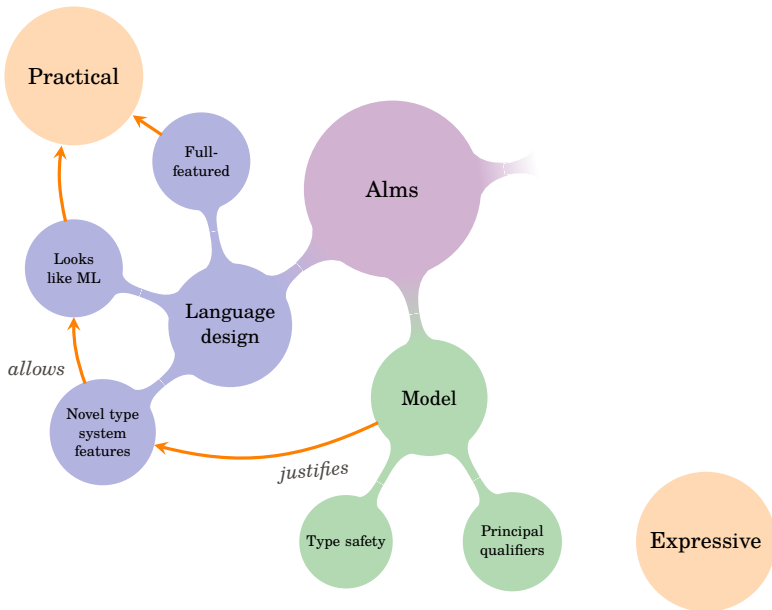 Practical
Full-
featured
Alms
Looks
like ML
Language
design
allows
Novel type
system
features
Model
justifies
Type safety
Principal
qualifiers
Expressive